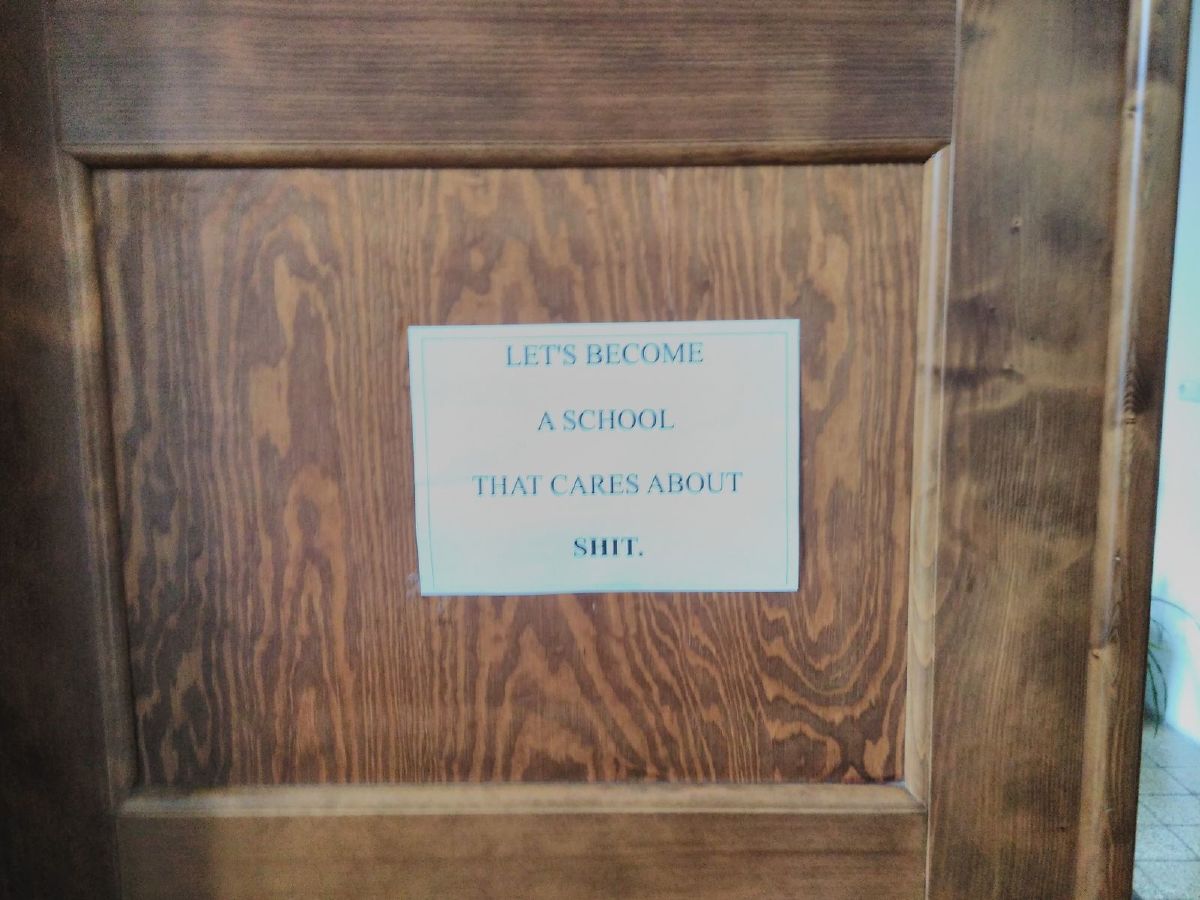 LET'S BECOME
A SCHOOL
THAT CARES ABOUT
SHIT.